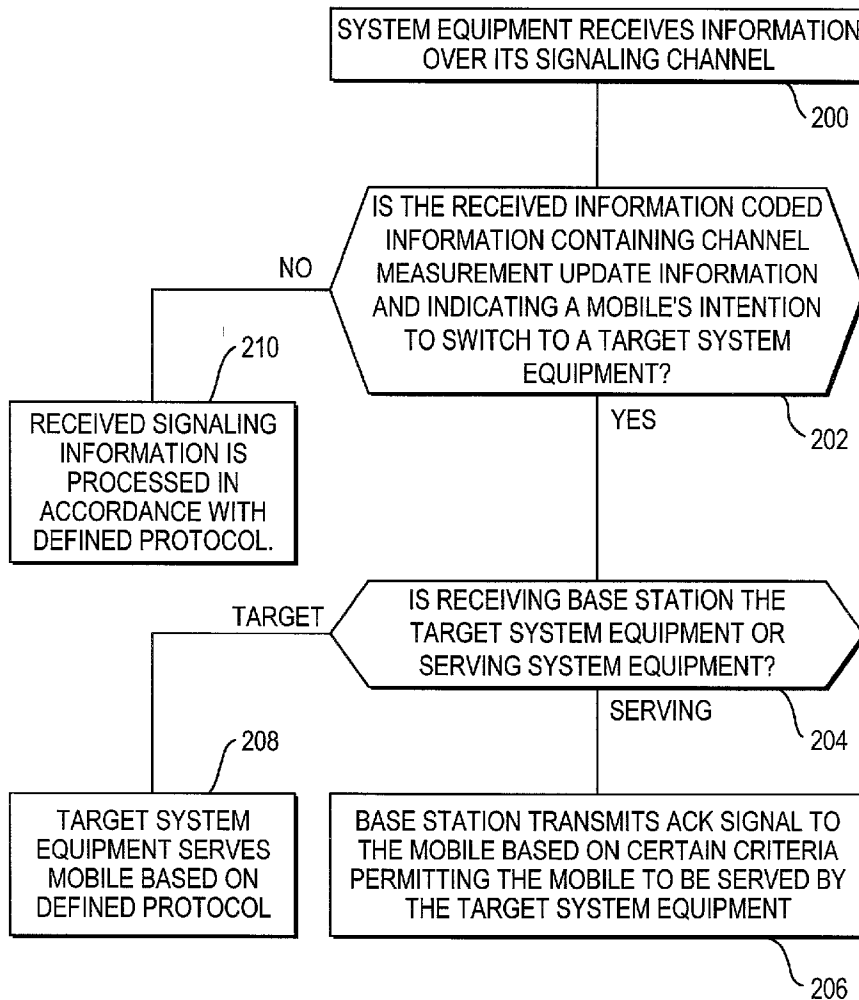 SYSTEM EQUIPMENT RECEIVES INFORMATION
OVER ITS SIGNALING CHANNEL
200
IS THE RECEIVED INFORMATION CODED
INFORMATION CONTAINING CHANNEL
MEASUREMENT UPDATE INFORMATION
AND INDICATING A MOBILE'S INTENTION
TO SWITCH TO A TARGET SYSTEM
EQUIPMENT?
NO
202
YES
210
RECEIVED SIGNALING
INFORMATION IS
PROCESSED IN
ACCORDANCE WITH
DEFINED PROTOCOL.
IS RECEIVING BASE STATION THE
TARGET SYSTEM EQUIPMENT OR
SERVING SYSTEM EQUIPMENT?
TARGET
204
SERVING
208
TARGET SYSTEM
EQUIPMENT SERVES
MOBILE BASED ON
DEFINED PROTOCOL
BASE STATION TRANSMITS ACK SIGNAL TO
THE MOBILE BASED ON CERTAIN CRITERIA
PERMITTING THE MOBILE TO BE SERVED BY
THE TARGET SYSTEM EQUIPMENT
206